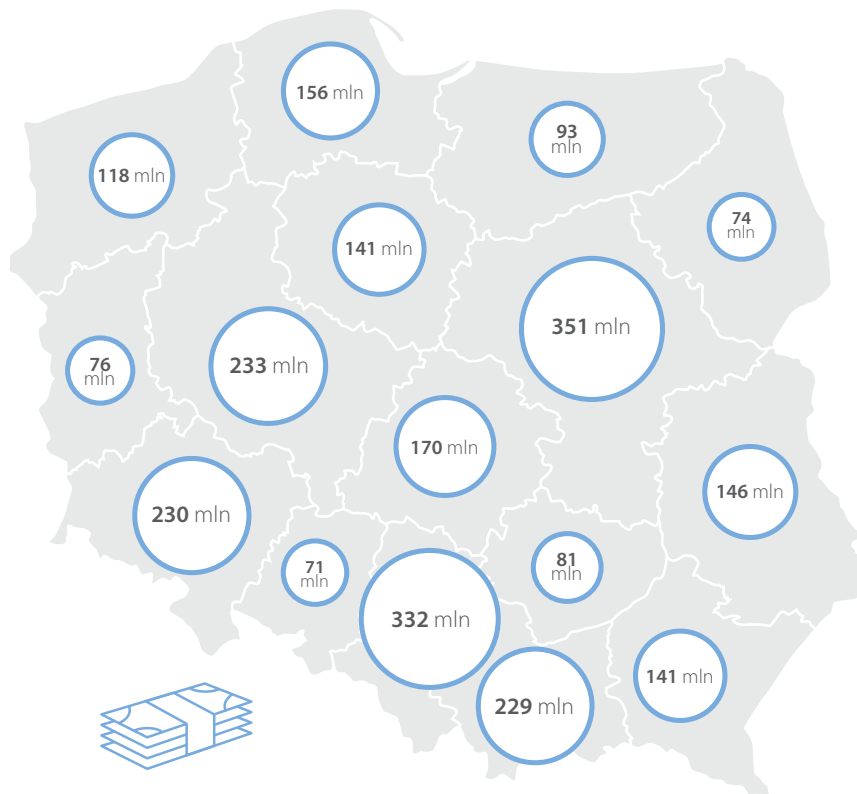 156 mln
93
mln
118 mln
74
mln
141 mln
351 mln
76
mln
233 mln
170 mln
146 mln
230 mln
71
mln
81
mln
332 mln
141 mln
229 mln